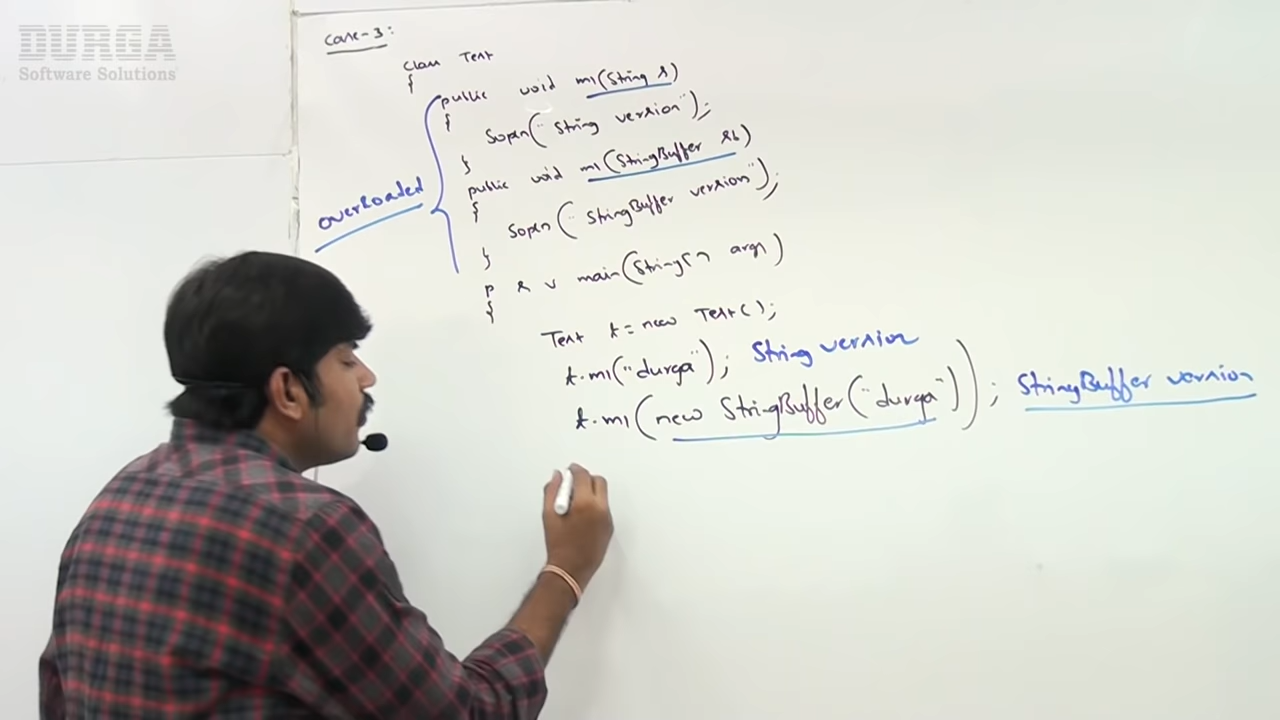 DURGA
Software Solutions
Case-3:
class Test
{
public void m1(String s)
{
Sopln("String version");
}
public void m1(StringBuffer sb)
{
Sopln("StringBuffer version");
}
overloaded
p s v main(String[] args)
{
Test t = new Test();
t.m1("durga"); String version
t.m1(new StringBuffer("durga")); StringBuffer version